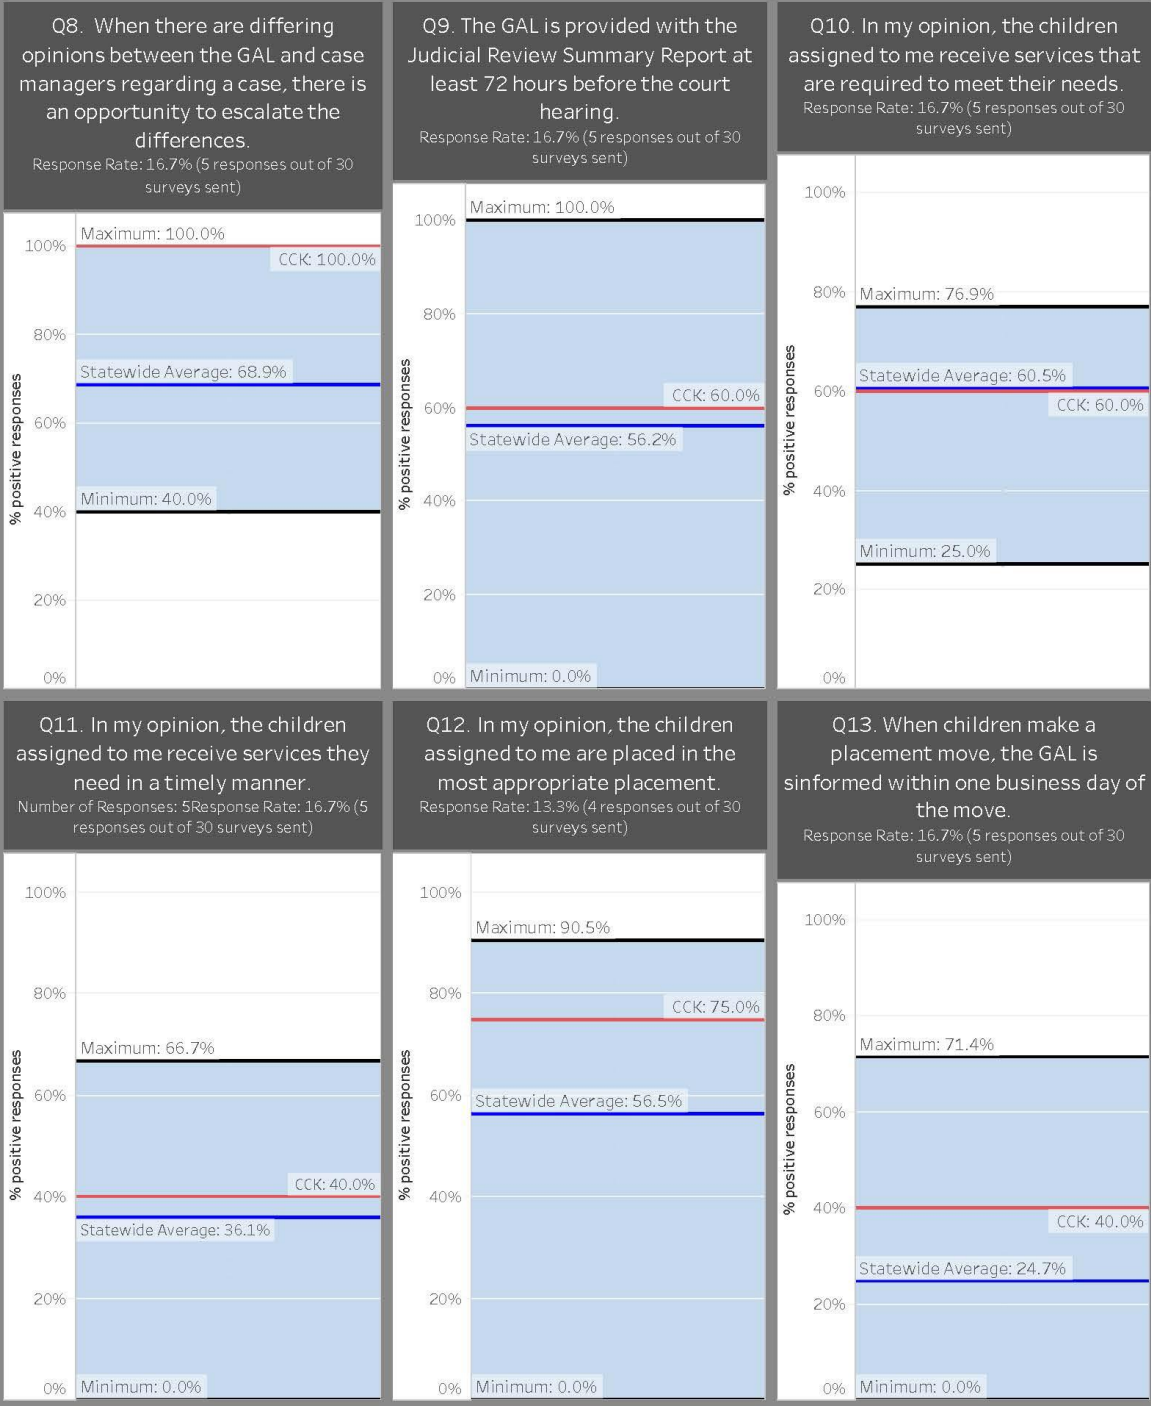 Q8. When there are differing
opinions between the GAL and case
managers regarding a case, there is
an opportunity to escalate the
differences.
Response Rate: 16.7% (5 responses out of 30
surveys sent)
Maximum: 100.0%
100%
CCK: 100.0%
80%
Statewide Average: 68.9%
60%
Minimum: 40.0%
40%
20%
0%
% positive responses
Q9. The GAL is provided with the
Judicial Review Summary Report at
least 72 hours before the court
hearing.
Response Rate: 16.7% (5 responses out of 30
surveys sent)
Maximum: 100.0%
100%
80%
CCK: 60.0%
60%
Statewide Average: 56.2%
40%
20%
Minimum: 0.0%
0%
% positive responses
Q10. In my opinion, the children
assigned to me receive services that
are required to meet their needs.
Response Rate: 16.7% (5 responses out of 30
surveys sent)
100%
80%
Maximum: 76.9%
Statewide Average: 60.5%
60%
CCK: 60.0%
40%
Minimum: 25.0%
20%
0%
% positive responses
Q11. In my opinion, the children
assigned to me receive services they
need in a timely manner.
Number of Responses: 5Response Rate: 16.7% (5
responses out of 30 surveys sent)
100%
80%
Maximum: 66.7%
60%
CCK: 40.0%
40%
Statewide Average: 36.1%
20%
Minimum: 0.0%
0%
% positive responses
Q12. In my opinion, the children
assigned to me are placed in the
most appropriate placement.
Response Rate: 13.3% (4 responses out of 30
surveys sent)
100%
Maximum: 90.5%
80%
CCK: 75.0%
60%
Statewide Average: 56.5%
40%
20%
Minimum: 0.0%
0%
% positive responses
Q13. When children make a
placement move, the GAL is
sinformed within one business day of
the move.
Response Rate: 16.7% (5 responses out of 30
surveys sent)
100%
80%
Maximum: 71.4%
60%
40%
CCK: 40.0%
Statewide Average: 24.7%
20%
Minimum: 0.0%
0%
% positive responses